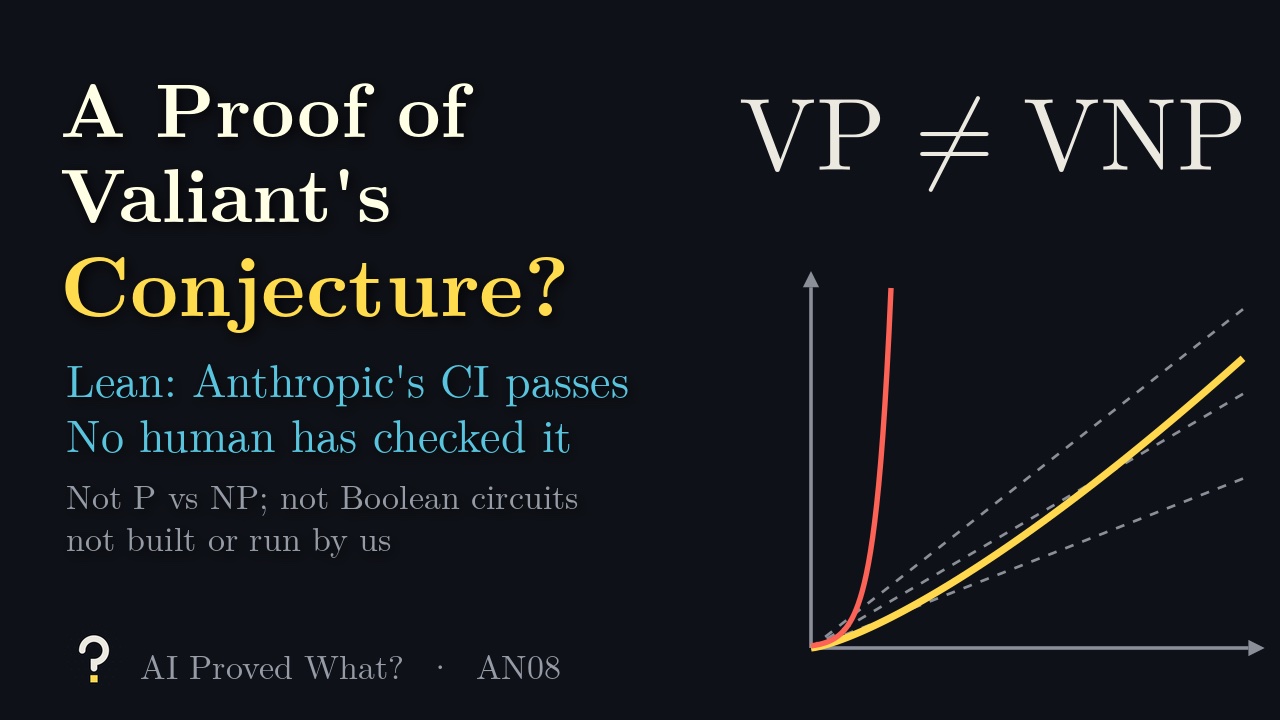 A Proof of
Valiant's
Conjecture?
VP ≠ VNP
Lean: Anthropic's CI passes
No human has checked it
Not P vs NP; not Boolean circuits
not built or run by us
? AI Proved What? · AN08